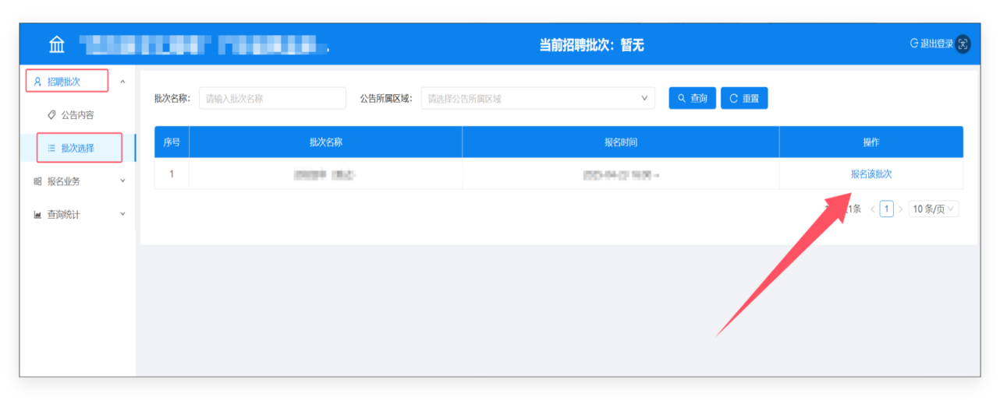 当前招聘批次：暂无
退出登录
招聘批次
公告内容
批次选择
报名业务
查询统计
批次名称： 请输入批次名称 公告所属区域： 请选择公告所属区域 查询 重置
序号 批次名称 报名时间 操作
1 报名该批次
1条 < 1 > 10 条/页